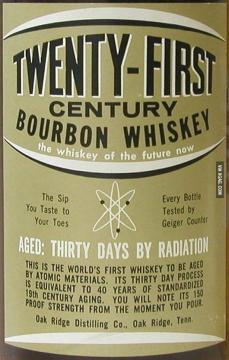 TWENTY-FIRST
CENTURY
BOURBON WHISKEY
the whiskey of the future now
The Sip
You Taste to
Your Toes
Every Bottle
Tested by
Geiger Counter
AGED: THIRTY DAYS BY RADIATION
THIS IS THE WORLD'S FIRST WHISKEY TO BE AGED
BY ATOMIC MATERIALS. ITS THIRTY DAY PROCESS
IS EQUIVALENT TO 40 YEARS OF STANDARDIZED
19th CENTURY AGING. YOU WILL NOTE ITS 150
PROOF STRENGTH FROM THE MOMENT YOU POUR.
Oak Ridge Distilling Co., Oak Ridge, Tenn.
VIA 9GAG.COM